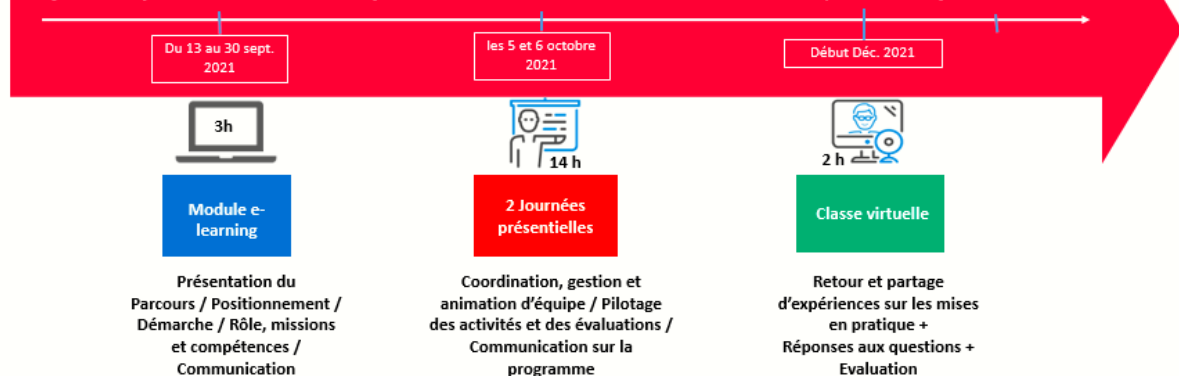 Du 13 au 30 sept.
2021
les 5 et 6 octobre
2021
Début Déc. 2021
3h
14 h
2 h
Module e-
learning
2 Journées
présentielles
Classe virtuelle
Présentation du
Parcours / Positionnement /
Démarche / Rôle, missions
et compétences /
Communication
Coordination, gestion et
animation d'équipe / Pilotage
des activités et des évaluations /
Communication sur la
programme
Retour et partage
d'expériences sur les mises
en pratique +
Réponses aux questions +
Evaluation